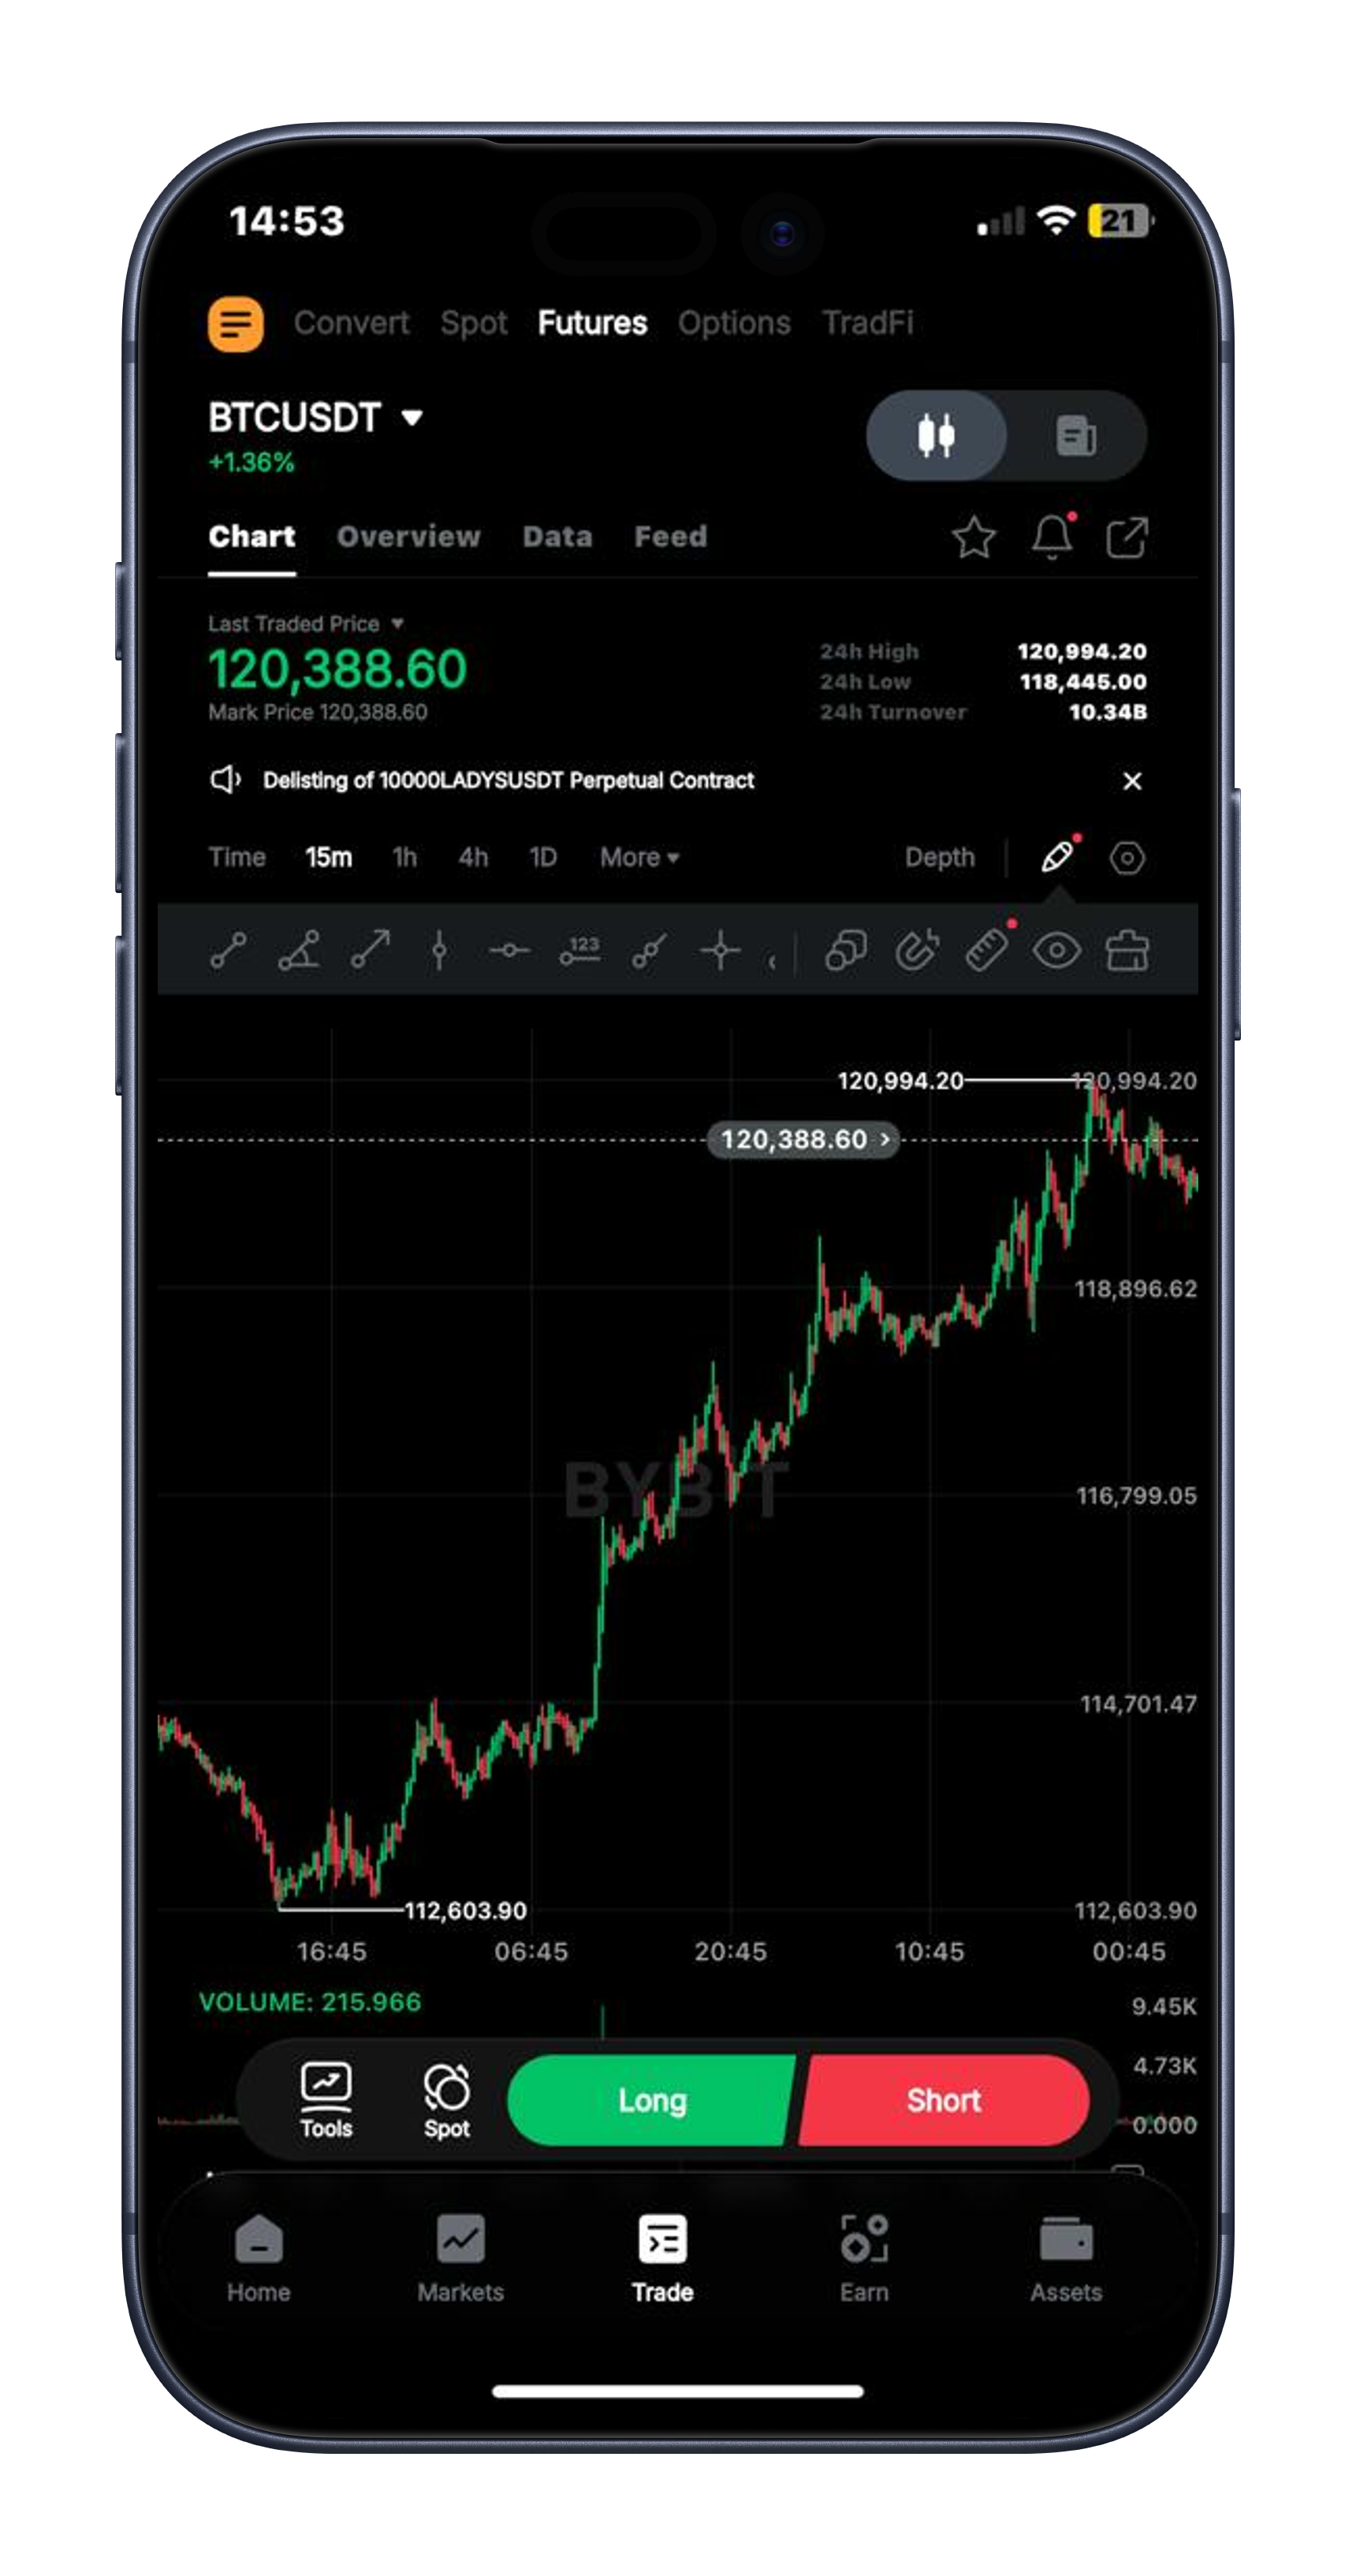 14:53
21
Convert Spot Futures Options TradFi
BTCUSDT
+1.36%
Chart Overview Data Feed
Last Traded Price
120,388.60
Mark Price 120,388.60
24h High 120,994.20
24h Low 118,445.00
24h Turnover 10.34B
Delisting of 10000LADYSUSDT Perpetual Contract
Time 15m 1h 4h 1D More Depth
123
120,994.20 120,994.20
120,388.60
118,896.62
BYBIT
116,799.05
114,701.47
112,603.90 112,603.90
16:45 06:45 20:45 10:45 00:45
VOLUME: 215.966
9.45K
4.73K
0.000
Tools Spot Long Short
Home Markets Trade Earn Assets